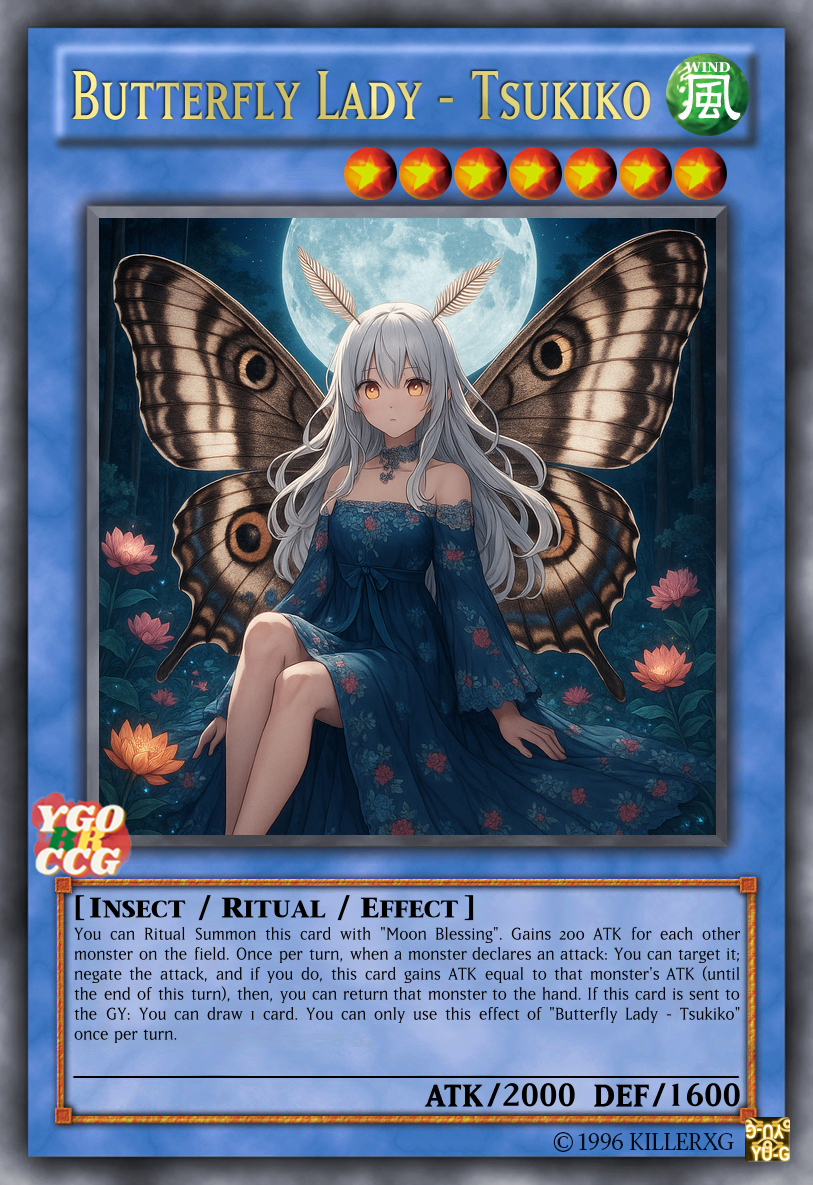 BUTTERFLY LADY - TSUKIKO
WIND
風
YGO
RR
CCG
[ INSECT / RITUAL / EFFECT ]
You can Ritual Summon this card with "Moon Blessing". Gains 200 ATK for each other
monster on the field. Once per turn, when a monster declares an attack: You can target it;
negate the attack, and if you do, this card gains ATK equal to that monster's ATK (until
the end of this turn), then, you can return that monster to the hand. If this card is sent to
the GY: You can draw 1 card. You can only use this effect of "Butterfly Lady - Tsukiko"
once per turn.
ATK/2000 DEF/1600
© 1996 KILLERXG